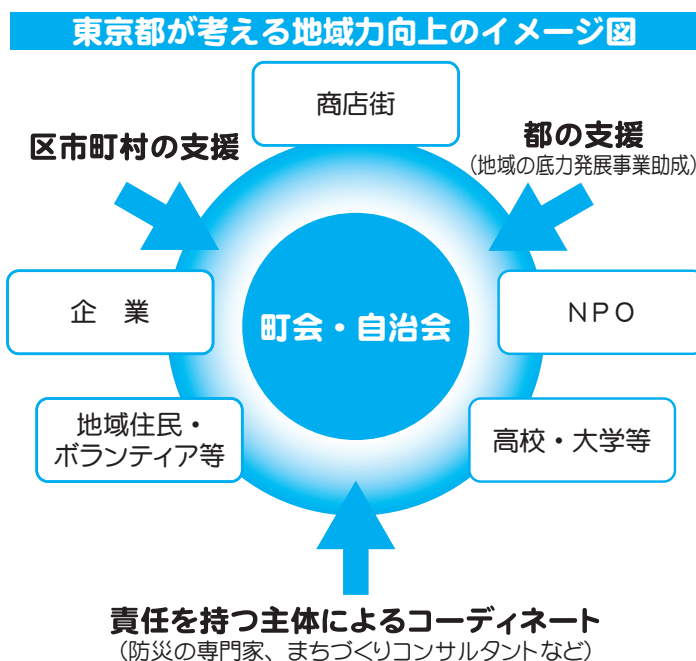 東京都が考える地域力向上のイメージ図
商店街
区市町村の支援
都の支援
(地域の底力発展事業助成)
企　業
町会・自治会
NPO
地域住民・
ボランティア等
高校・大学等
責任を持つ主体によるコーディネート
(防災の専門家、まちづくりコンサルタントなど)